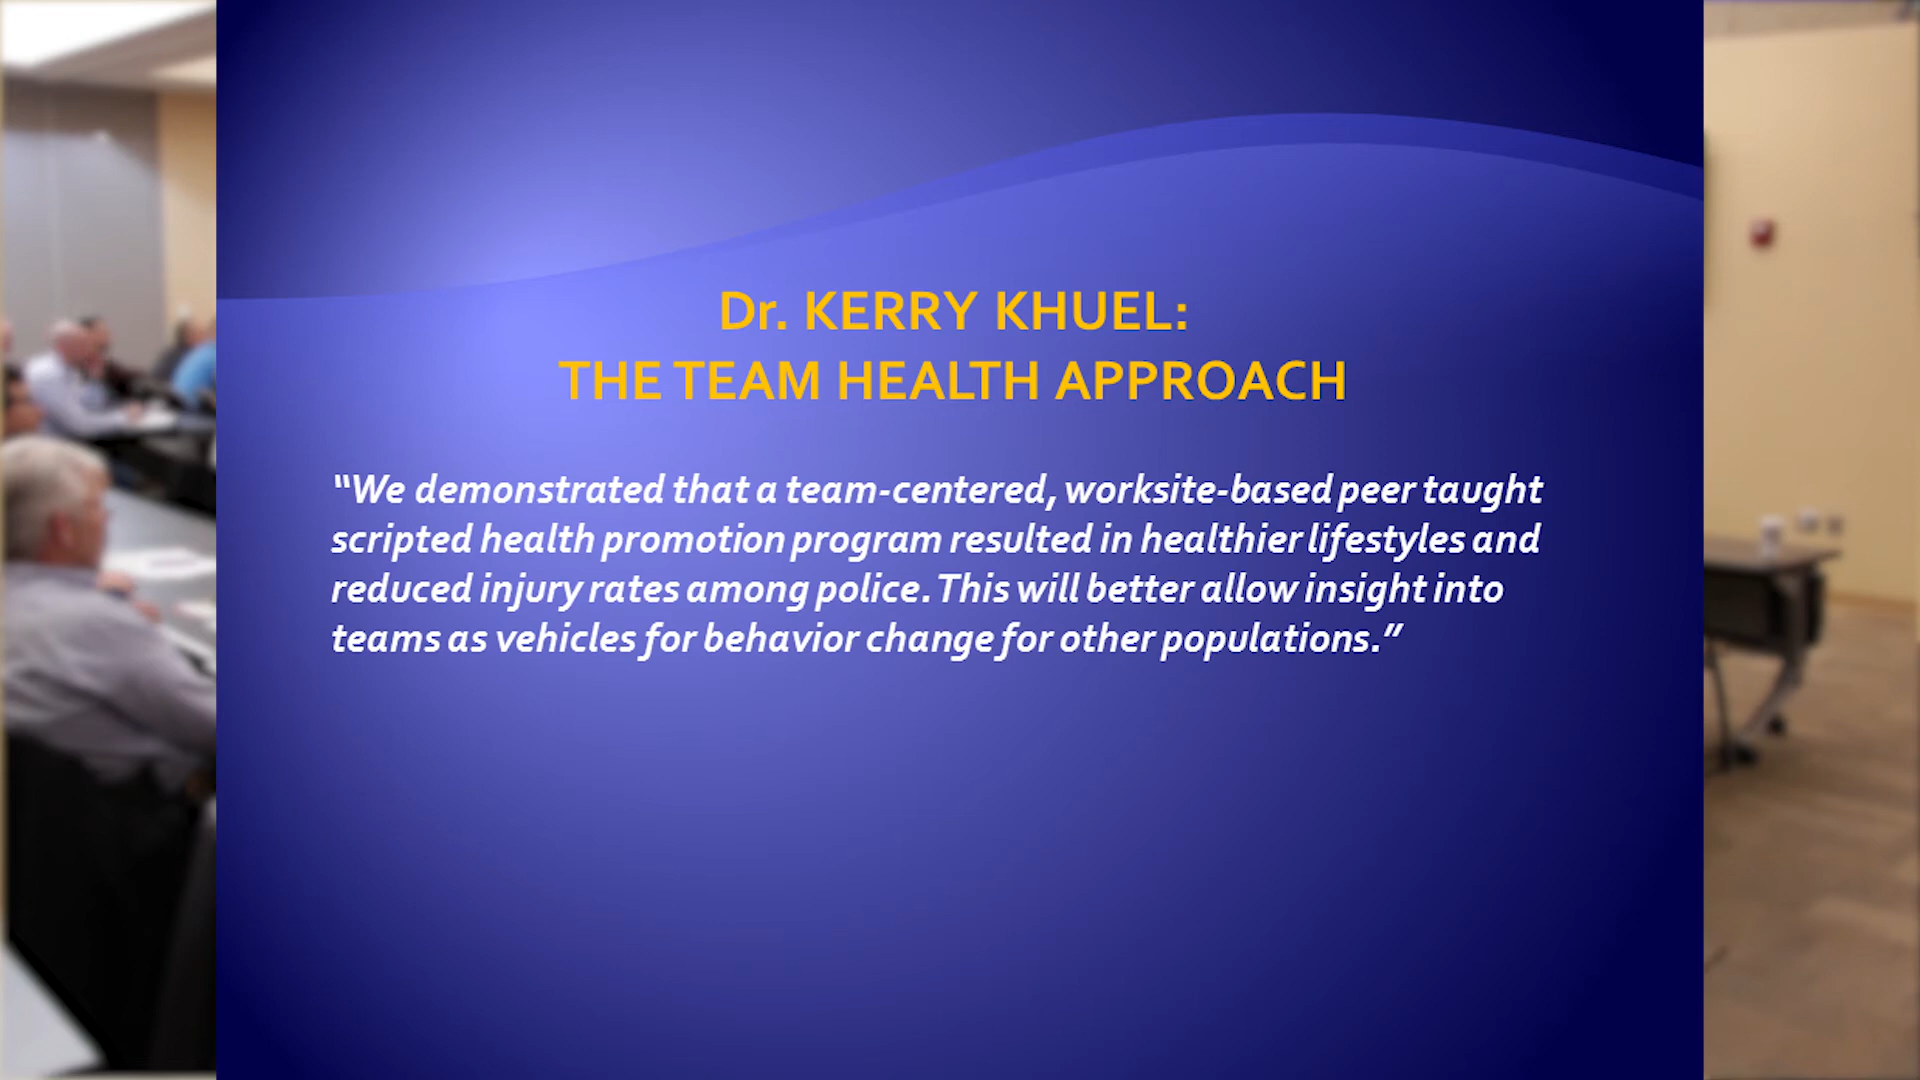 Dr. KERRY KHUEL:
THE TEAM HEALTH APPROACH
“We demonstrated that a team-centered, worksite-based peer taught
scripted health promotion program resulted in healthier lifestyles and
reduced injury rates among police. This will better allow insight into
teams as vehicles for behavior change for other populations.”